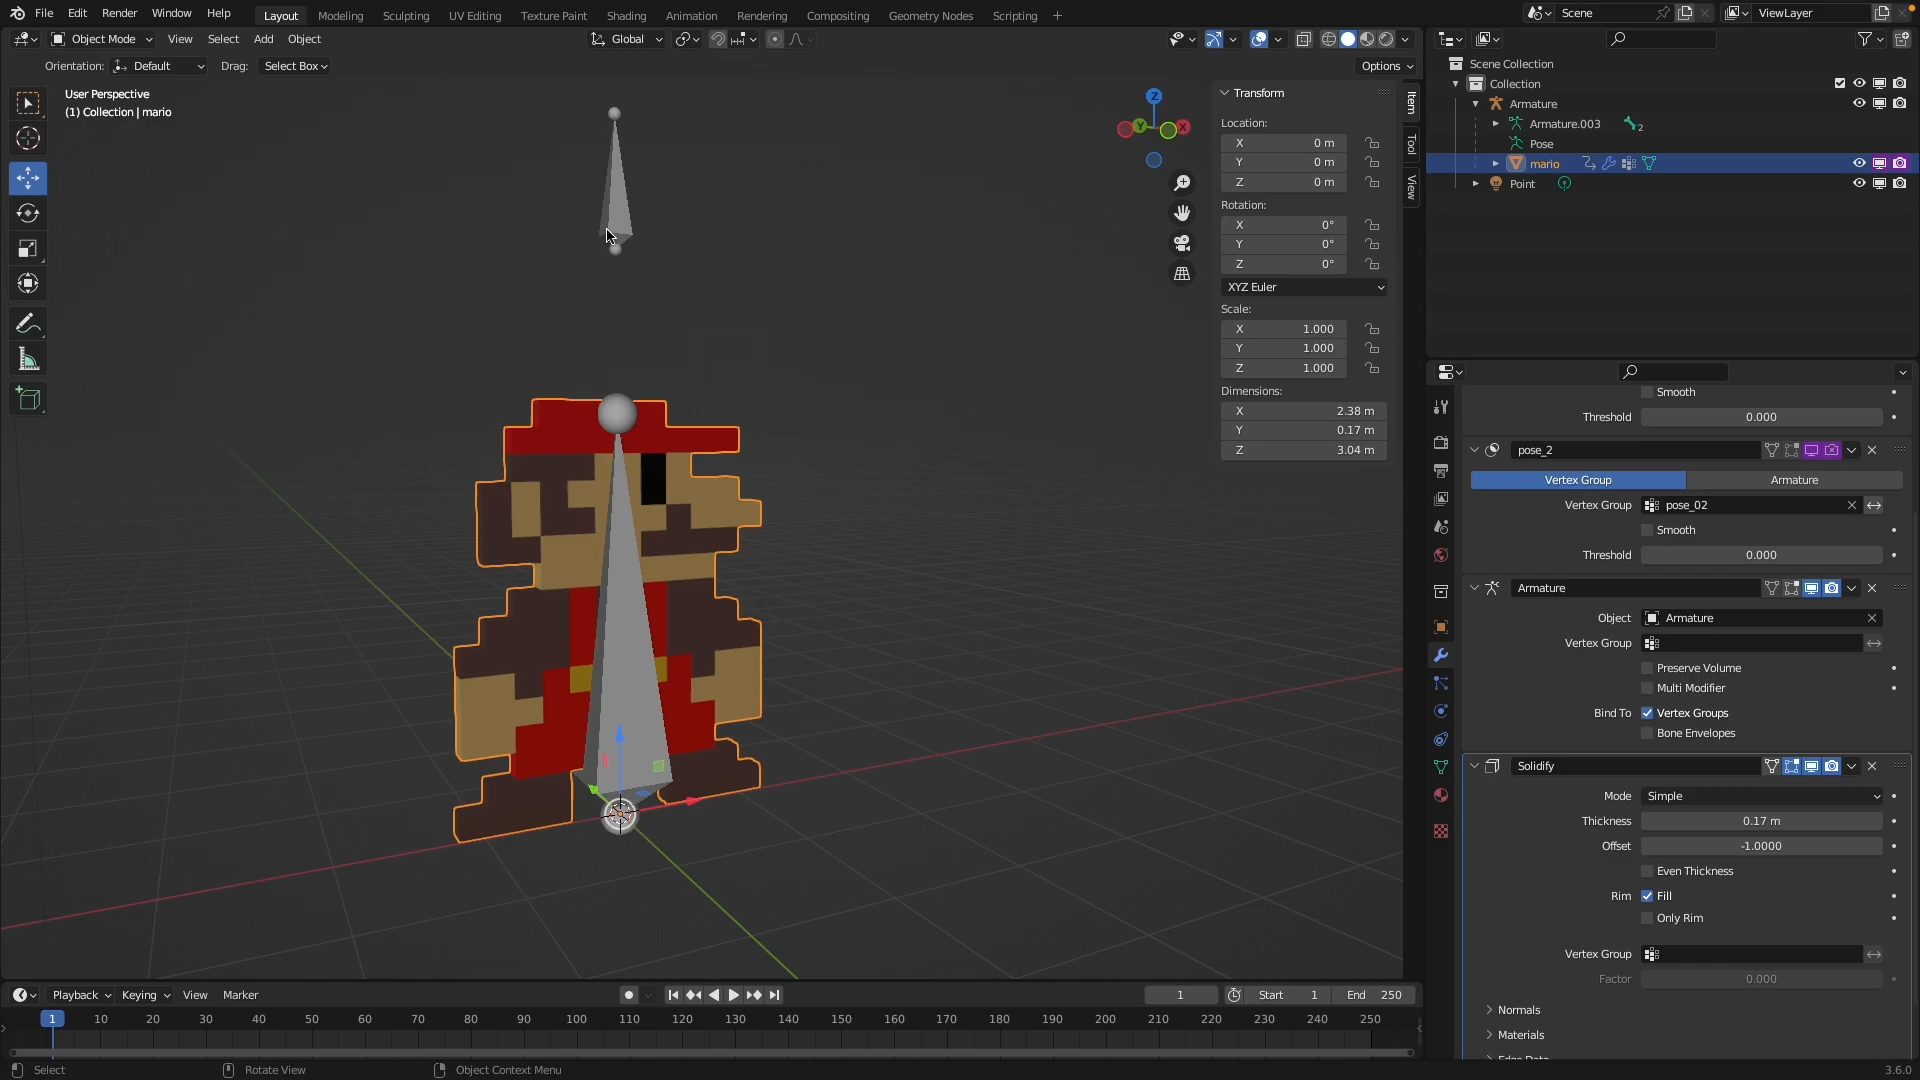 File Edit Render Window Help Layout Modeling Sculpting UV Editing Texture Paint Shading Animation Rendering Compositing Geometry Nodes Scripting + Scene ViewLayer
Object Mode View Select Add Object Global
Orientation: Default Drag: Select Box Options
User Perspective
(1) Collection | mario
Z
Y
X
Transform
Location:
X 0 m
Y 0 m
Z 0 m
Rotation:
X 0°
Y 0°
Z 0°
XYZ Euler
Scale:
X 1.000
Y 1.000
Z 1.000
Dimensions:
X 2.38 m
Y 0.17 m
Z 3.04 m
Item
Tool
View
Scene Collection
Collection
Armature
Armature.003 2
Pose
mario
Point
Smooth
Threshold 0.000
pose_2
Vertex Group Armature
Vertex Group pose_02
Smooth
Threshold 0.000
Armature
Object Armature
Vertex Group
Preserve Volume
Multi Modifier
Bind To Vertex Groups
Bone Envelopes
Solidify
Mode Simple
Thickness 0.17 m
Offset -1.0000
Even Thickness
Rim Fill
Only Rim
Vertex Group
Factor 0.000
Normals
Materials
Edge Data
Playback Keying View Marker 1 Start 1 End 250
1 10 20 30 40 50 60 70 80 90 100 110 120 130 140 150 160 170 180 190 200 210 220 230 240 250
Select Rotate View Object Context Menu 3.6.0